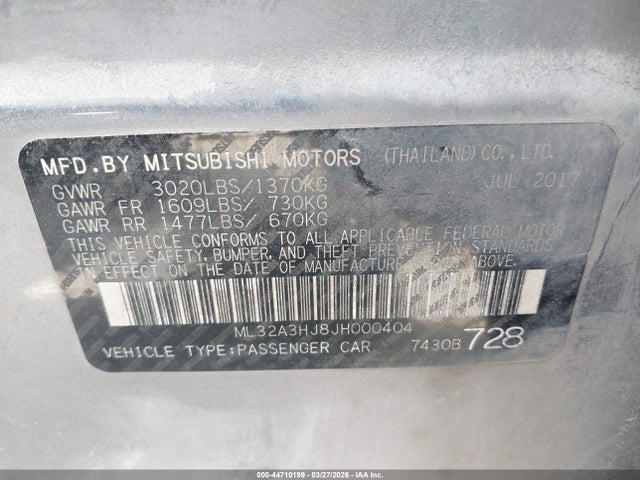 MFD.BY MITSUBISHI MOTORS (THAILAND) CO.,LTD.
GVWR 3020LBS/1370KG JUL 2017
GAWR FR 1609LBS/ 730KG
GAWR RR 1477LBS/ 670KG
THIS VEHICLE CONFORMS TO ALL APPLICABLE FEDERAL MOTOR
VEHICLE SAFETY, BUMPER, AND THEFT PREVENTION STANDARDS
IN EFFECT ON THE DATE OF MANUFACTURE SHOWN ABOVE.
ML32A3HJ8JH000404
VEHICLE TYPE:PASSENGER CAR 7430B 728
000-44710199 | 03/27/2026 | COPYRIGHT IAA